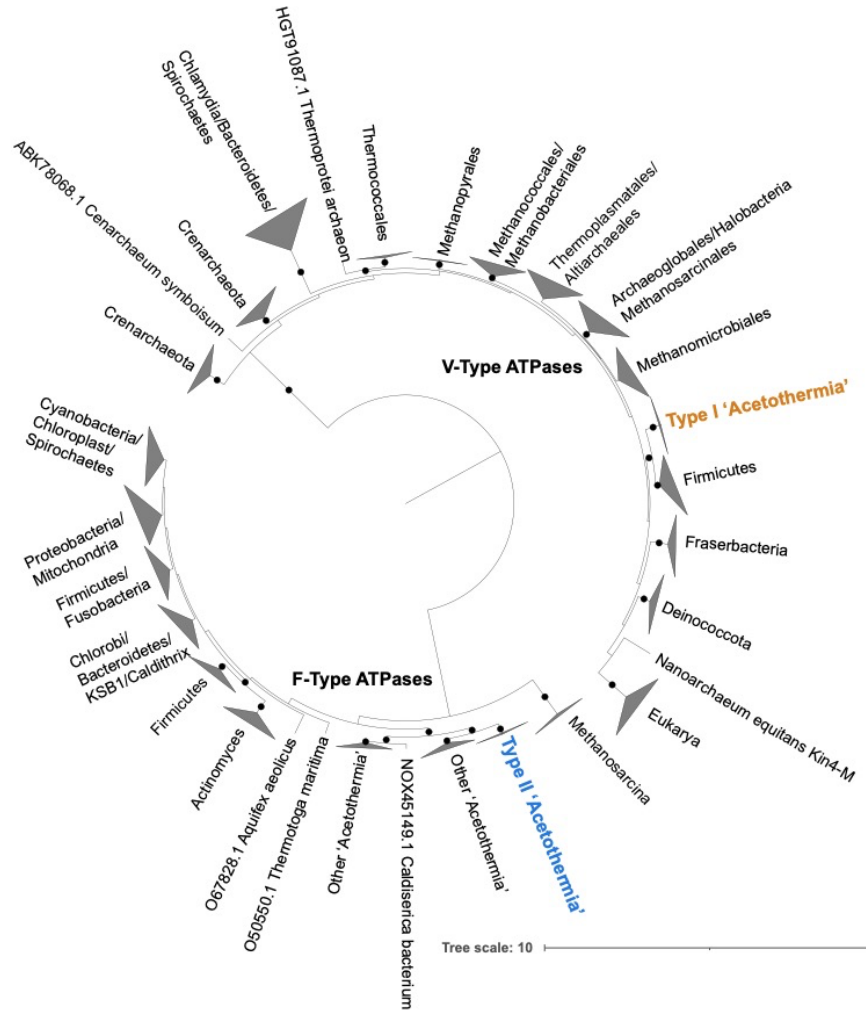 HGT91087.1 Thermoprotei archaeon
Chlamydia/Bacteroidetes/
Spirochaetes
Thermococcales
Methanopyrales
Methanococcales/
Methanobacteriales
Thermoplasmatales/
Altiarchaeales
Archaeoglobales/Halobacteria
Methanosarcinales
Methanomicrobiales
ABK78068.1 Cenarchaeum symboisum
Crenarchaeota
Crenarchaeota
V-Type ATPases
Type I ‘Acetothermia’
Firmicutes
Fraserbacteria
Deinococcota
Nanoarchaeum equitans Kin4-M
Eukarya
Methanosarcina
Type II ‘Acetothermia’
Other ‘Acetothermia’
NOX45149.1 Caldiserica bacterium
Other ‘Acetothermia’
O50550.1 Thermotoga maritima
O67828.1 Aquifex aeolicus
Actinomyces
Firmicutes
Chlorobi/
Bacteroidetes/
KSB1/Caldithrix
Firmicutes/
Fusobacteria
Proteobacteria/
Mitochondria
Cyanobacteria/
Chloroplast/
Spirochaetes
F-Type ATPases
Tree scale: 10